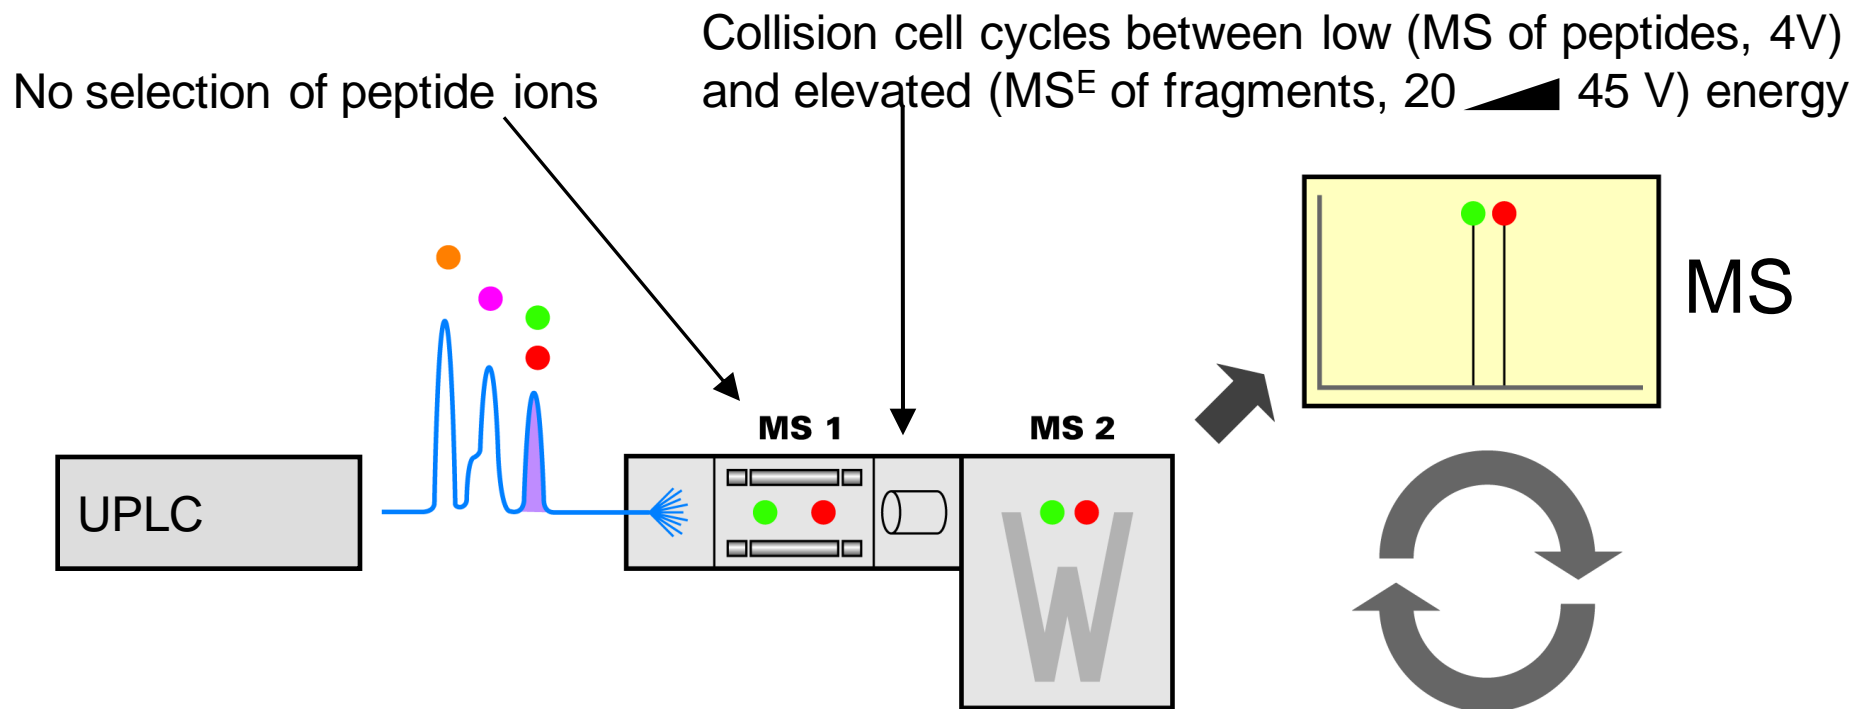 Collision cell cycles between low (MS of peptides, 4V)
No selection of peptide ions
and elevated (MSᴱ of fragments, 20 45 V) energy
MS
MS 1
MS 2
UPLC
W